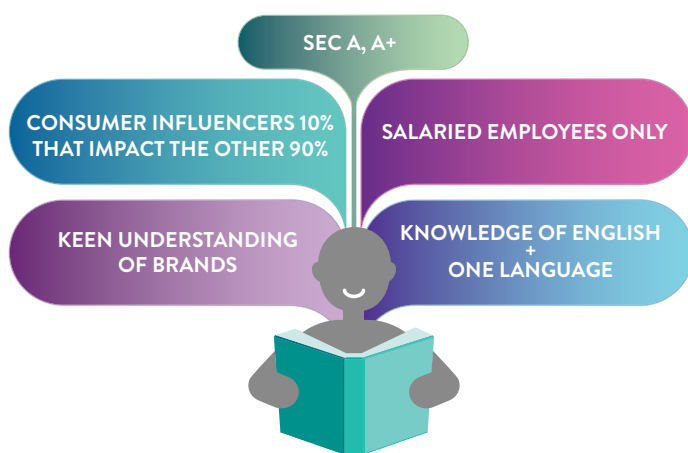 SEC A, A+
CONSUMER INFLUENCERS 10%
THAT IMPACT THE OTHER 90%
SALARIED EMPLOYEES ONLY
KEEN UNDERSTANDING
OF BRANDS
KNOWLEDGE OF ENGLISH
+
ONE LANGUAGE